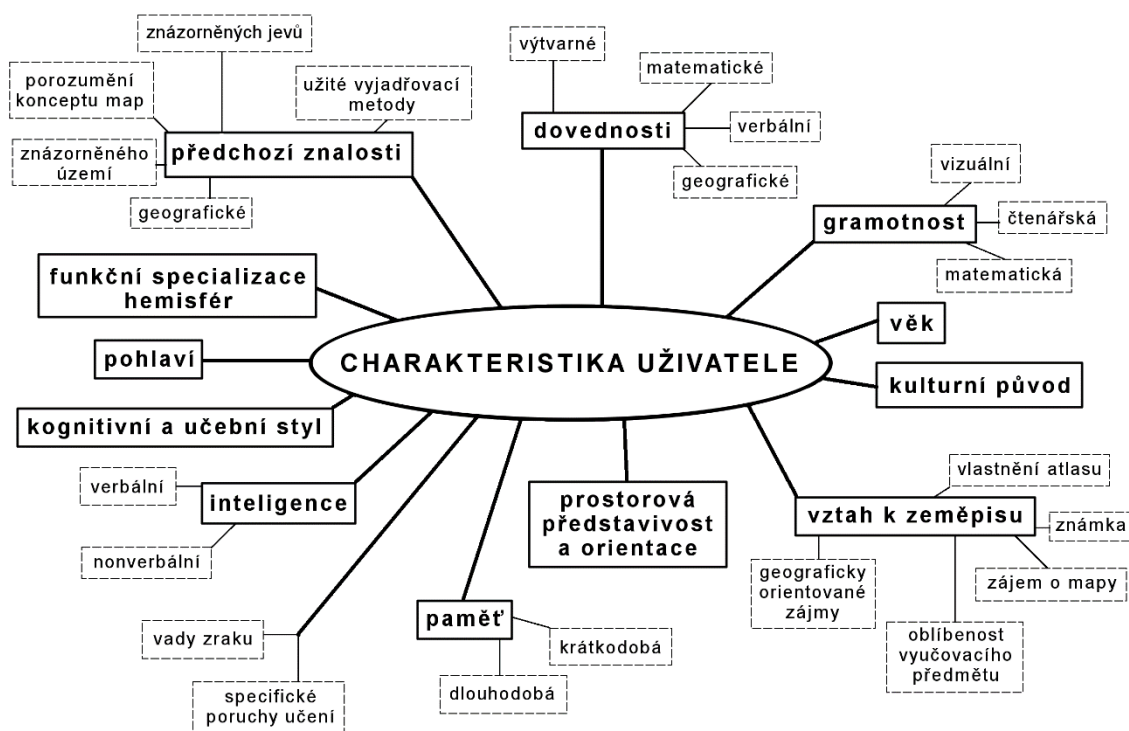 znázorněných jevů
porozumění
konceptu map
užité vyjadřovací
metody
předchozí znalosti
znázorněného
území
geografické
výtvarné
matematické
dovednosti
verbální
geografické
vizuální
gramotnost
čtenářská
matematická
funkční specializace
hemisfér
věk
pohlaví
CHARAKTERISTIKA UŽIVATELE
kulturní původ
kognitivní a učební styl
verbální
inteligence
nonverbální
prostorová
představivost
a orientace
vlastnění atlasu
vztah k zeměpisu
známka
geograficky
orientované
zájmy
zájem o mapy
oblíbenost
vyučovacího
předmětu
vady zraku
specifické
poruchy učení
paměť
krátkodobá
dlouhodobá